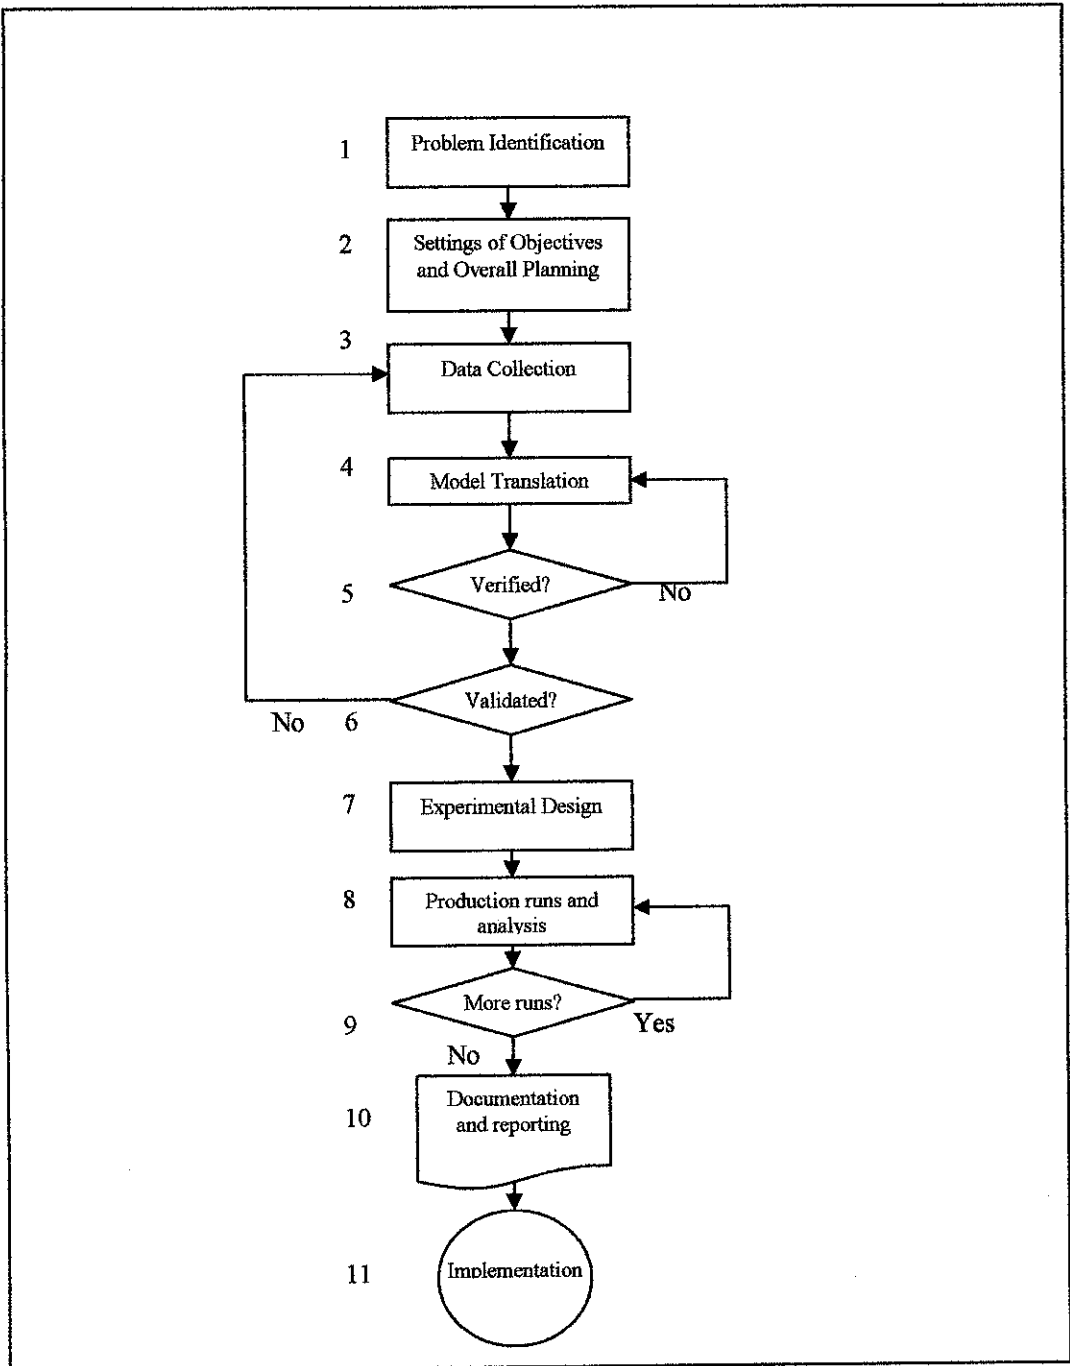 1
Problem Identification
2
Settings of Objectives
and Overall Planning
3
Data Collection
4
Model Translation
5
Verified?
No
Validated?
No
6
7
Experimental Design
8
Production runs and
analysis
More runs?
9
Yes
No
10
Documentation
and reporting
11
Implementation